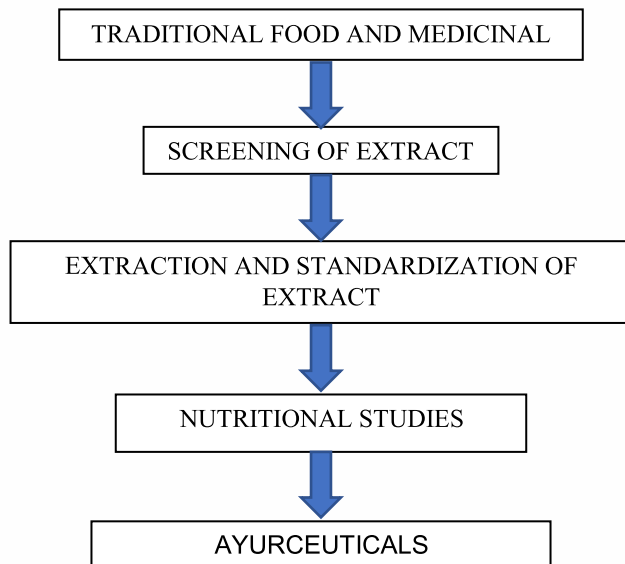 TRADITIONAL FOOD AND MEDICINAL
SCREENING OF EXTRACT
EXTRACTION AND STANDARDIZATION OF
EXTRACT
NUTRITIONAL STUDIES
AYURCEUTICALS